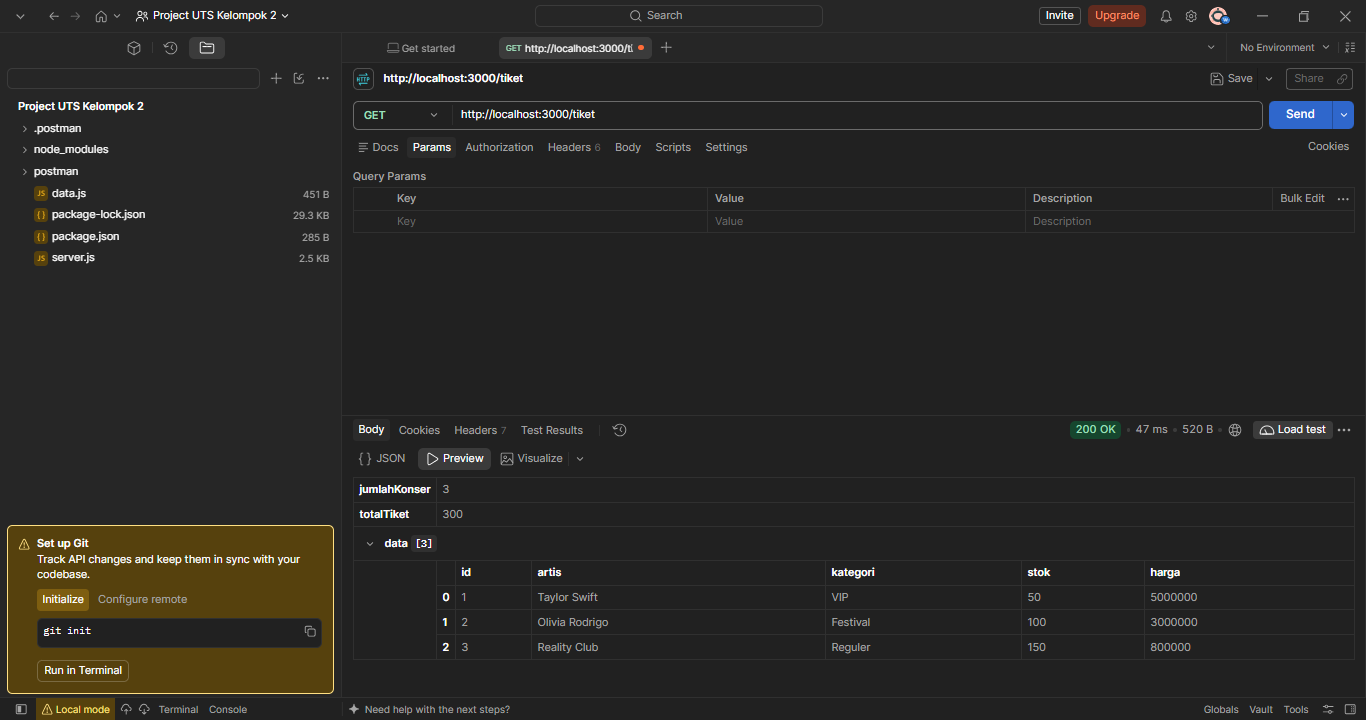 Project UTS Kelompok 2
Search
Invite
Upgrade
Get started
GET http://localhost:3000/ti
No Environment
http://localhost:3000/tiket
Save
Share
Project UTS Kelompok 2
.postman
node_modules
postman
JS data.js 451 B
{} package-lock.json 29.3 KB
{} package.json 285 B
JS server.js 2.5 KB
HTTP
GET http://localhost:3000/tiket
Send
Docs Params Authorization Headers 6 Body Scripts Settings
Cookies
Query Params
Key Value Description Bulk Edit
Key Value Description
Body Cookies Headers 7 Test Results
200 OK • 47 ms • 520 B
Load test
{ } JSON Preview Visualize
jumlahKonser 3
totalTiket 300
data [3]
id artis kategori stok harga
0 1 Taylor Swift VIP 50 5000000
1 2 Olivia Rodrigo Festival 100 3000000
2 3 Reality Club Reguler 150 800000
Set up Git
Track API changes and keep them in sync with your
codebase.
Initialize Configure remote
git init
Run in Terminal
Local mode
Terminal Console
Need help with the next steps?
Globals Vault Tools